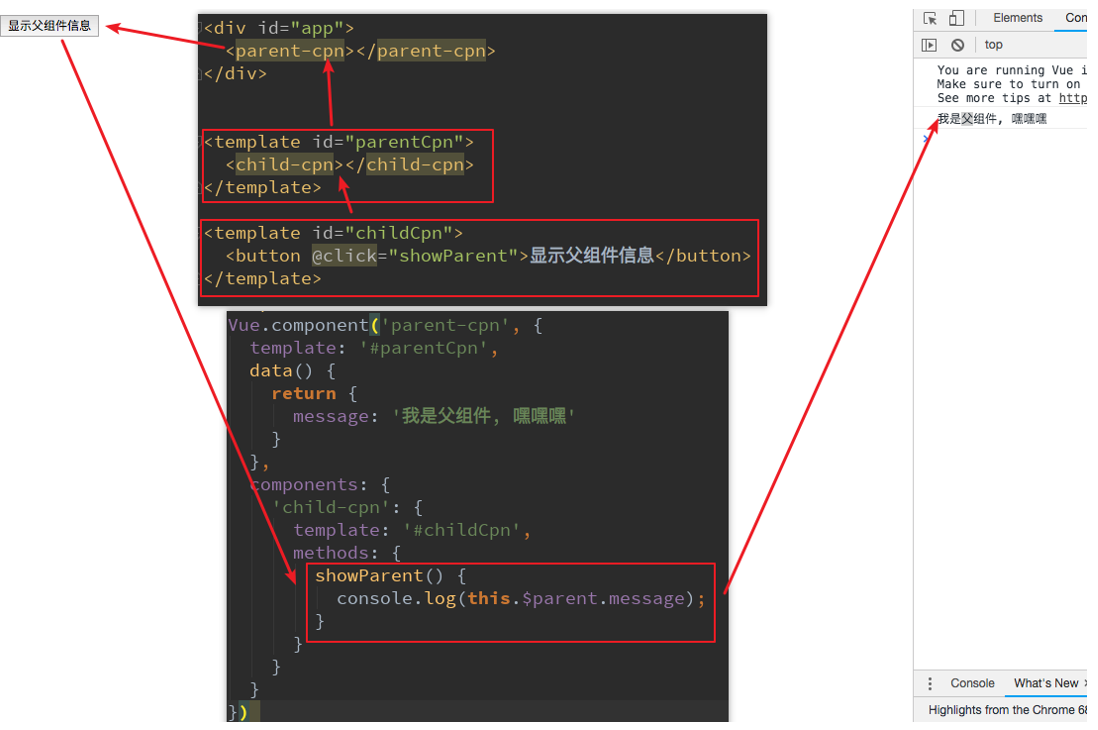 显示父组件信息
<div id="app">
<parent-cpn></parent-cpn>
</div>
<template id="parentCpn">
<child-cpn></child-cpn>
</template>
<template id="childCpn">
<button @click="showParent">显示父组件信息</button>
</template>
Vue.component('parent-cpn', {
template: '#parentCpn',
data() {
return {
message: '我是父组件, 嘿嘿嘿'
}
},
components: {
'child-cpn': {
template: '#childCpn',
methods: {
showParent() {
console.log(this.$parent.message);
}
}
}
}
})
Elements
top
You are running Vue
Make sure to turn on
See more tips at
我是父组件, 嘿嘿嘿
Console What's New
Highlights from the Chrome 68